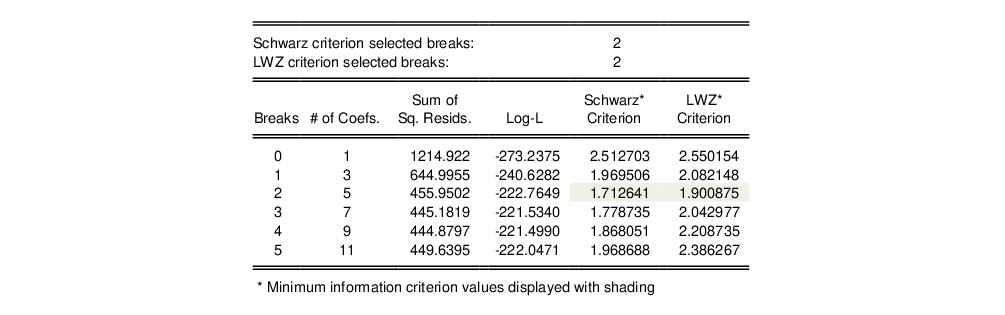 Schwarz criterion selected breaks: 2
LWZ criterion selected breaks: 2
Sum of Schwarz* LWZ*
Breaks # of Coefs. Sq. Resids. Log-L Criterion Criterion
0 1 1214.922 -273.2375 2.512703 2.550154
1 3 644.9955 -240.6282 1.969506 2.082148
2 5 455.9502 -222.7649 1.712641 1.900875
3 7 445.1819 -221.5340 1.778735 2.042977
4 9 444.8797 -221.4990 1.868051 2.208735
5 11 449.6395 -222.0471 1.968688 2.386267
* Minimum information criterion values displayed with shading